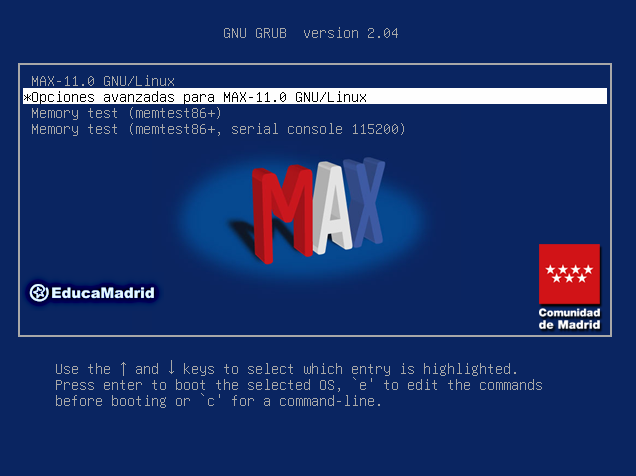 GNU GRUB  version 2.04
MAX-11.0 GNU/Linux
*Opciones avanzadas para MAX-11.0 GNU/Linux
Memory test (memtest86+)
Memory test (memtest86+, serial console 115200)
MAX
EducaMadrid
Comunidad
de Madrid
Use the ↑ and ↓ keys to select which entry is highlighted.
Press enter to boot the selected OS, `e' to edit the commands
before booting or `c' for a command-line.